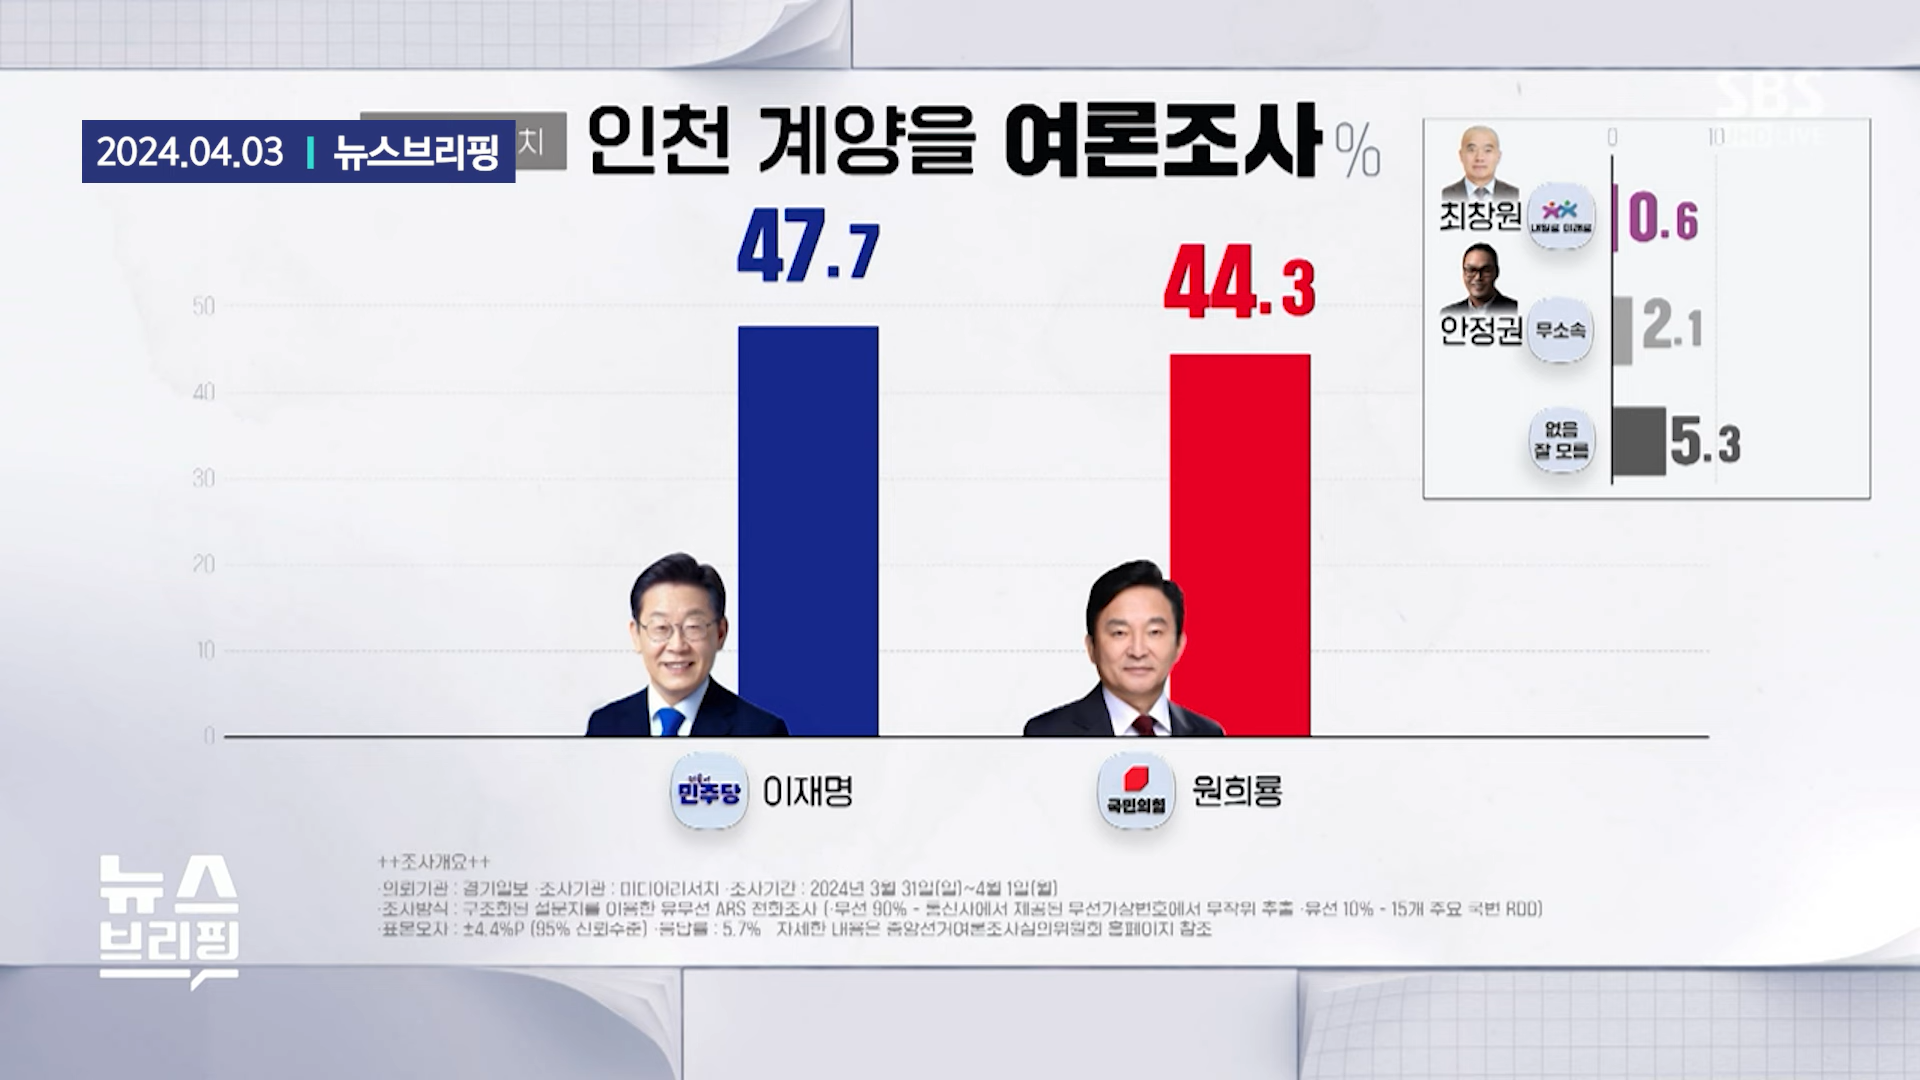 2024.04.03 | 뉴스브리핑
치
인천 계양을 여론조사 %
SBS
47.7
44.3
50
40
30
20
10
0
0 10
최창원 내일로 미래로 0.6
안정권 무소속 2.1
없음
잘 모름 5.3
민주당 이재명
국민의힘 원희룡
++조사개요++
·의뢰기관 : 경기일보 ·조사기관 : 미디어리서치 ·조사기간 : 2024년 3월 31일(일)~4월 1일(월)
·조사방식 : 구조화된 설문지를 이용한 유무선 ARS 전화조사 (·무선 90% - 통신사에서 제공된 무선가상번호에서 무작위 추출 ·유선 10% - 15개 주요 국번 RDD)
·표본오차 : ±4.4%P (95% 신뢰수준) ·응답률 : 5.7% 자세한 내용은 중앙선거여론조사심의위원회 홈페이지 참조
뉴스
브리핑